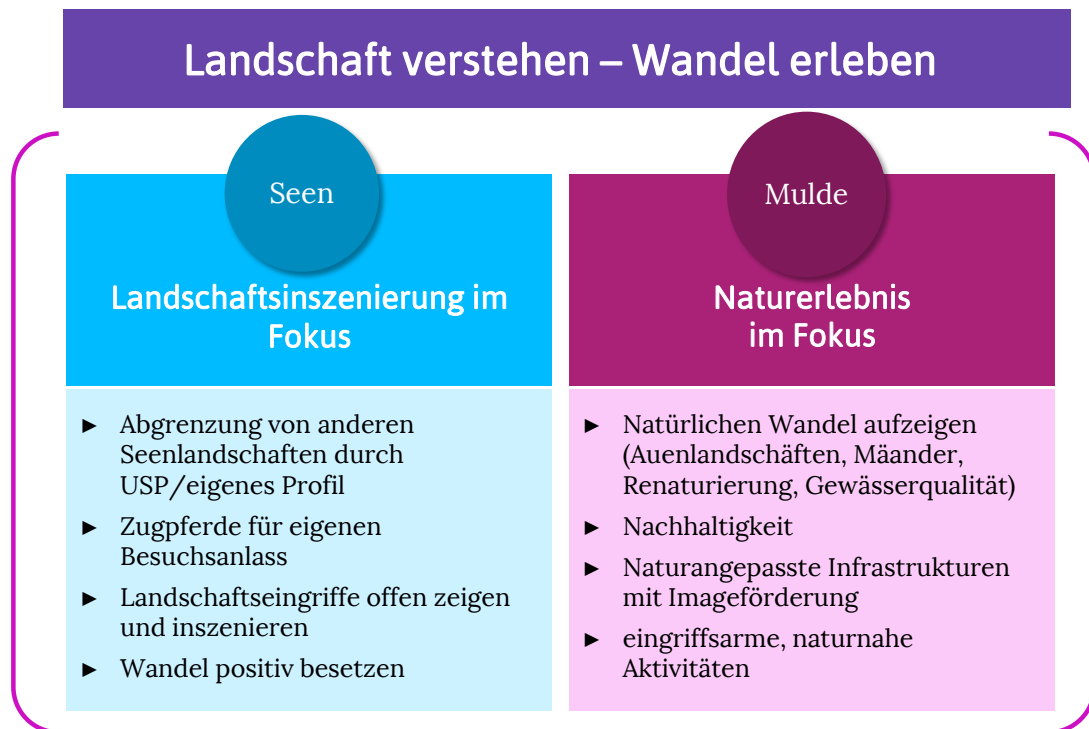 Landschaft verstehen – Wandel erleben
Seen
Landschaftsinszenierung im
Fokus
► Abgrenzung von anderen
Seenlandschaften durch
USP/eigenes Profil
► Zugpferde für eigenen
Besuchsanlass
► Landschaftseingriffe offen zeigen
und inszenieren
► Wandel positiv besetzen
Mulde
Naturerlebnis
im Fokus
► Natürlichen Wandel aufzeigen
(Auenlandschäften, Mäander,
Renaturierung, Gewässerqualität)
► Nachhaltigkeit
► Naturangepasste Infrastrukturen
mit Imageförderung
► eingriffsarme, naturnahe
Aktivitäten